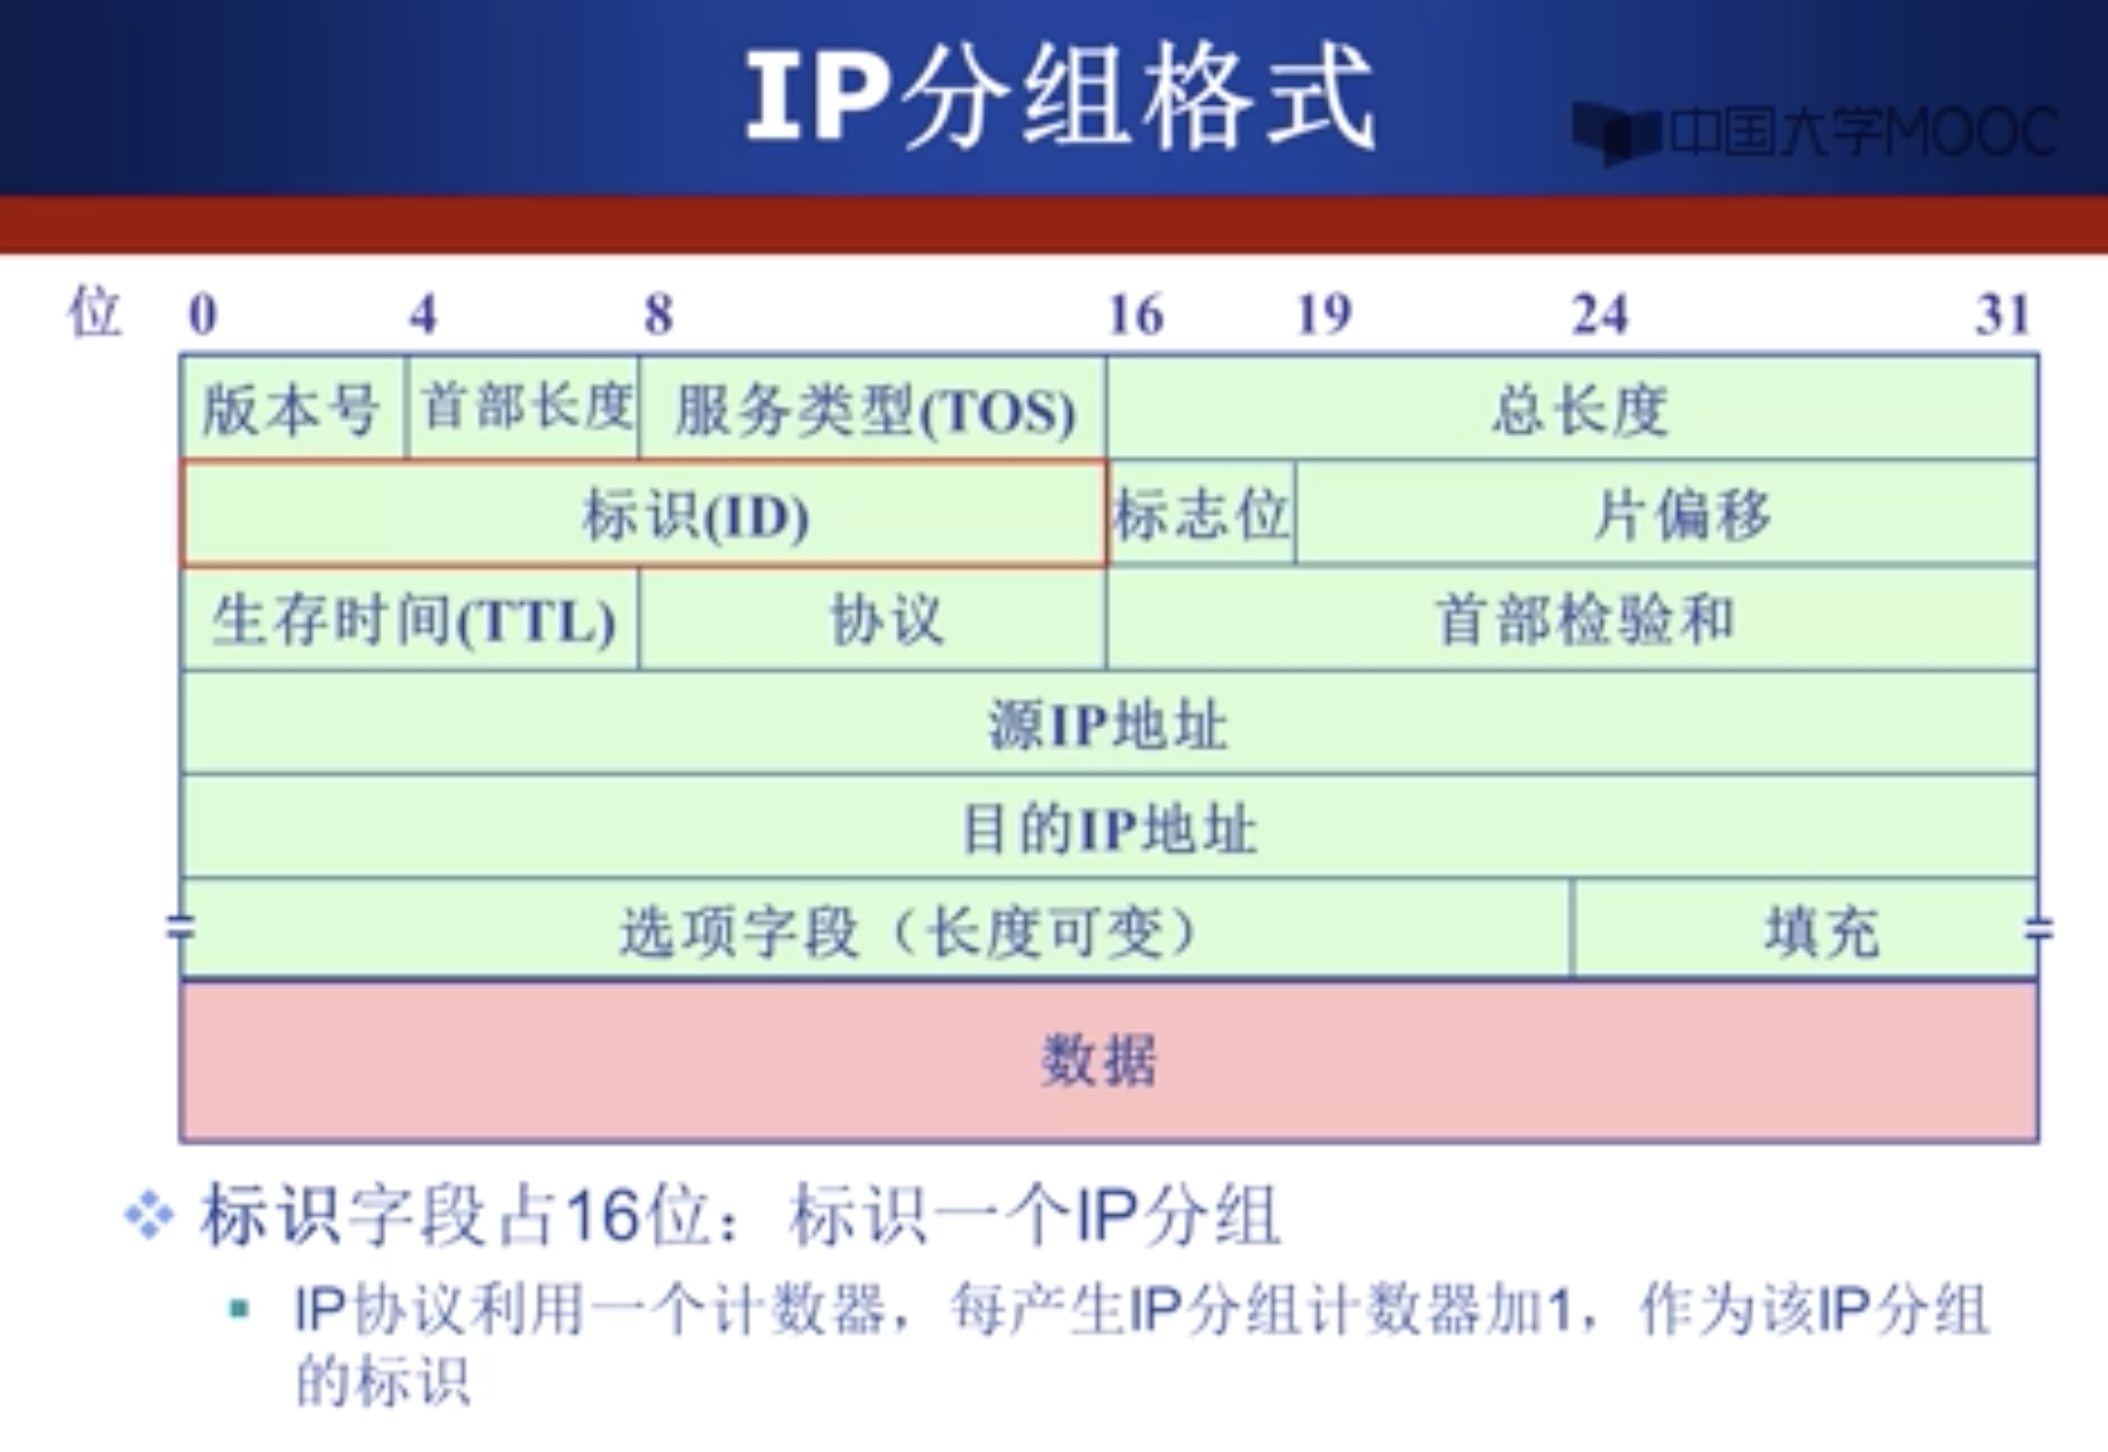 IP分组格式
中国大学MOOC
位 0 4 8 16 19 24 31
版本号 首部长度 服务类型(TOS) 总长度
标识(ID) 标志位 片偏移
生存时间(TTL) 协议 首部检验和
源IP地址
目的IP地址
选项字段（长度可变） 填充
数据
标识字段占16位：标识一个IP分组
IP协议利用一个计数器，每产生IP分组计数器加1，作为该IP分组
的标识